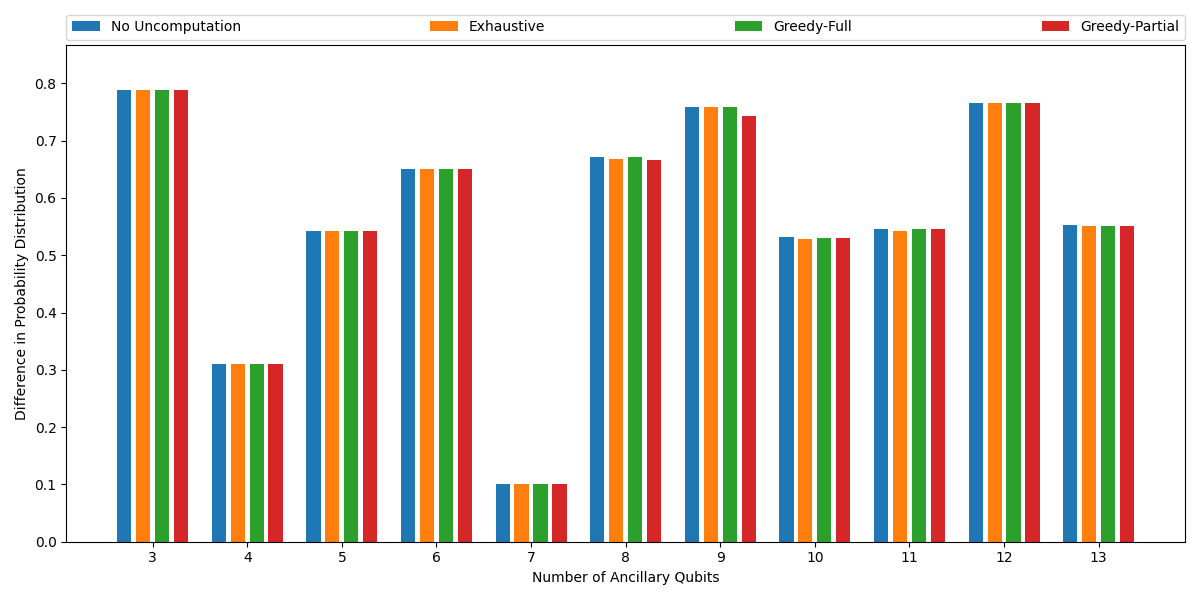 No Uncomputation Exhaustive Greedy-Full Greedy-Partial
Difference in Probability Distribution
0.8
0.7
0.6
0.5
0.4
0.3
0.2
0.1
0.0
3 4 5 6 7 8 9 10 11 12 13
Number of Ancillary Qubits